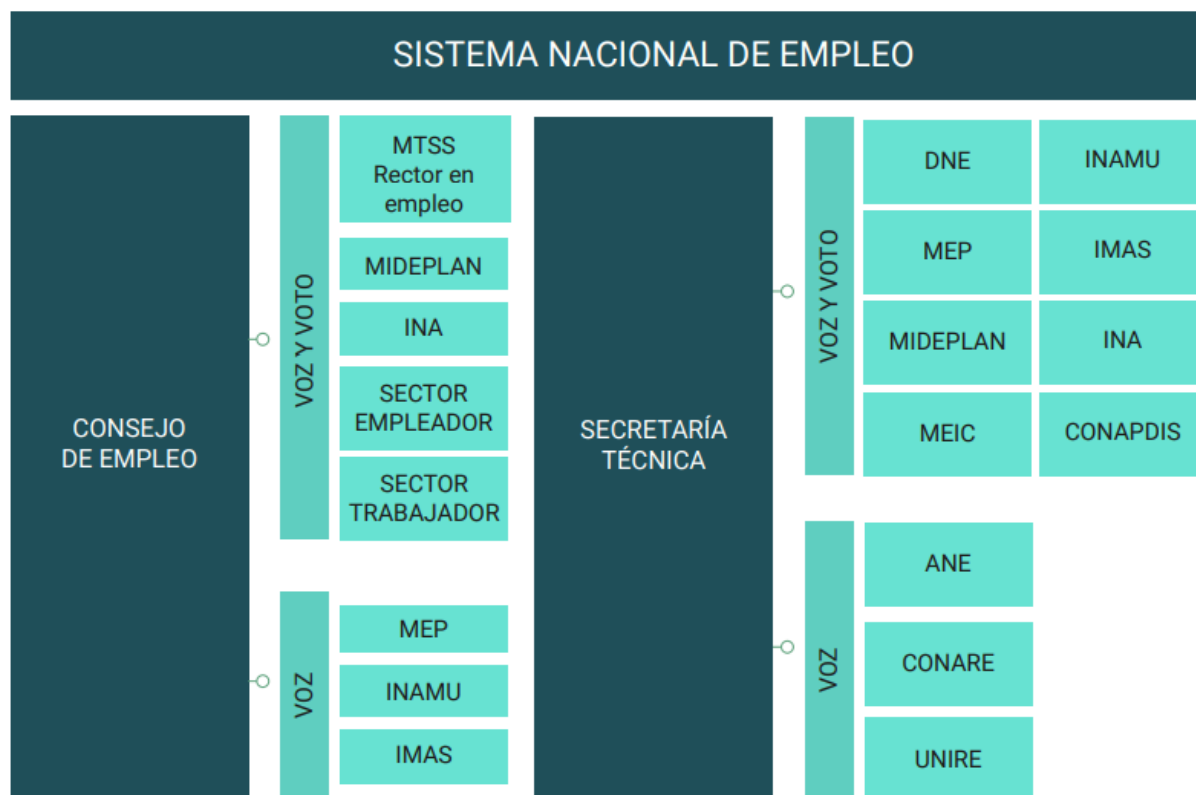 SISTEMA NACIONAL DE EMPLEO
CONSEJO
DE EMPLEO
VOZ Y VOTO
MTSS
Rector en
empleo
MIDEPLAN
INA
SECTOR
EMPLEADOR
SECTOR
TRABAJADOR
VOZ
MEP
INAMU
IMAS
SECRETARÍA
TÉCNICA
VOZ Y VOTO
DNE
INAMU
MEP
IMAS
MIDEPLAN
INA
MEIC
CONAPDIS
VOZ
ANE
CONARE
UNIRE